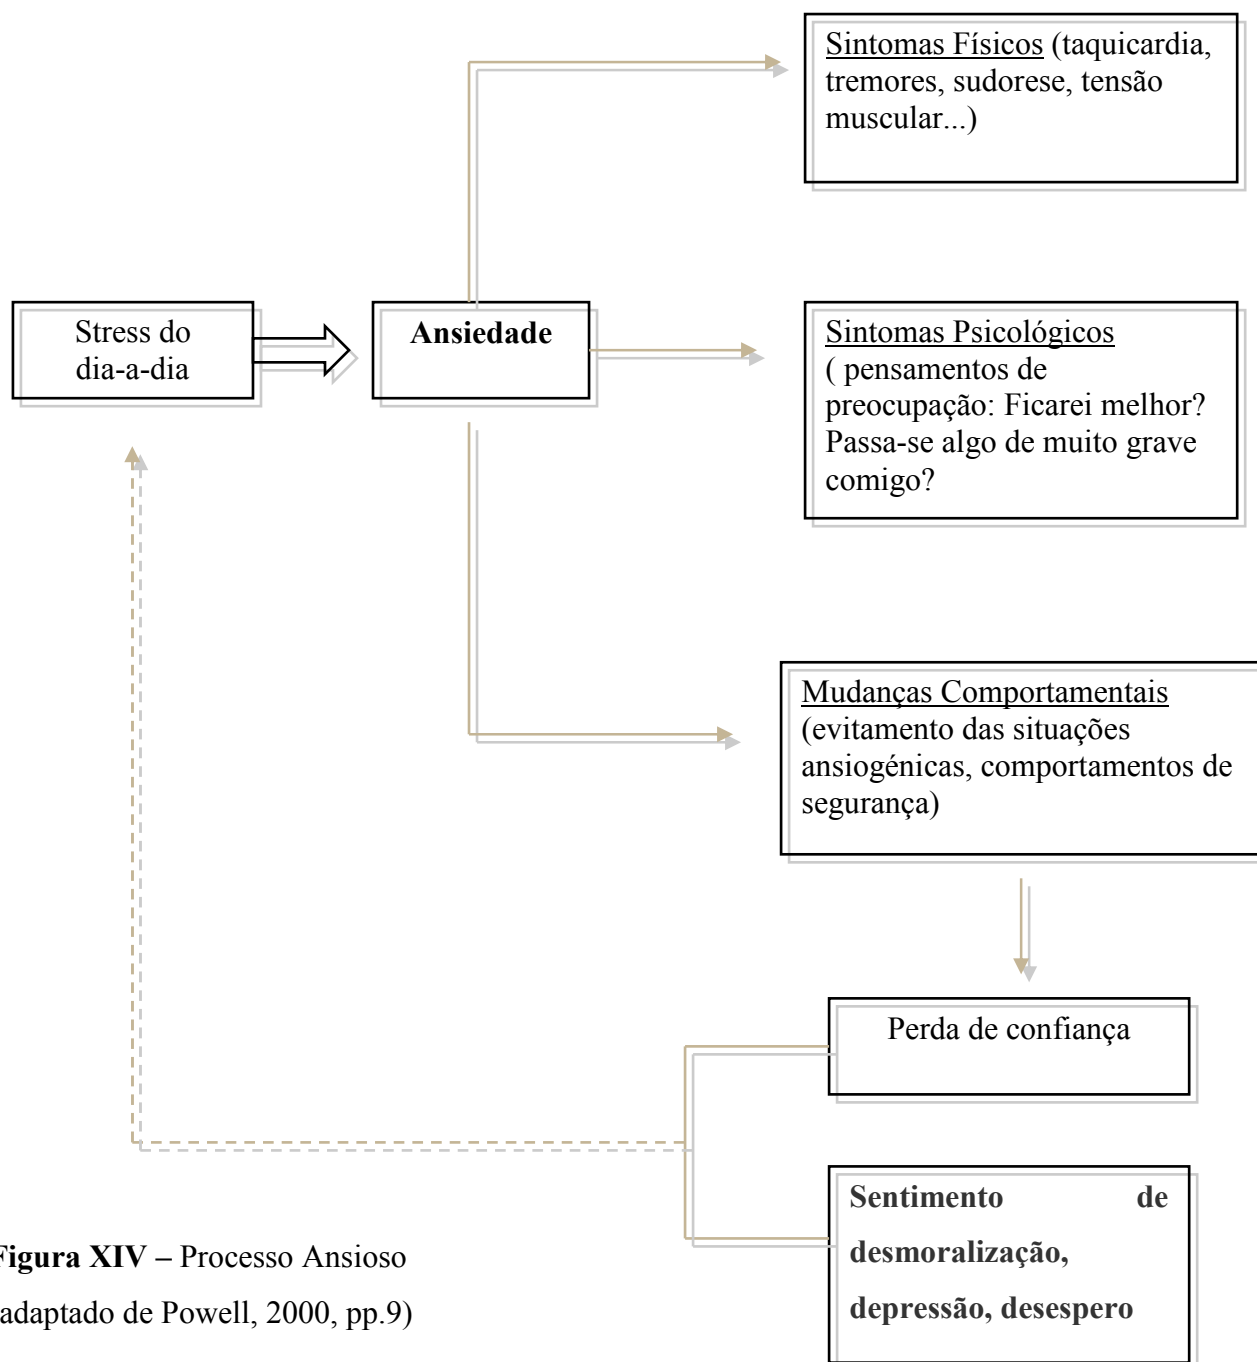 Sintomas Físicos (taquicardia,
tremores, sudorese, tensão
muscular...)
Stress do
dia-a-dia
Ansiedade
Sintomas Psicológicos
( pensamentos de
preocupação: Ficarei melhor?
Passa-se algo de muito grave
comigo?
Mudanças Comportamentais
(evitamento das situações
ansiogénicas, comportamentos de
segurança)
Perda de confiança
Sentimento de
desmoralização,
depressão, desespero
Figura XIV – Processo Ansioso
adaptado de Powell, 2000, pp.9)